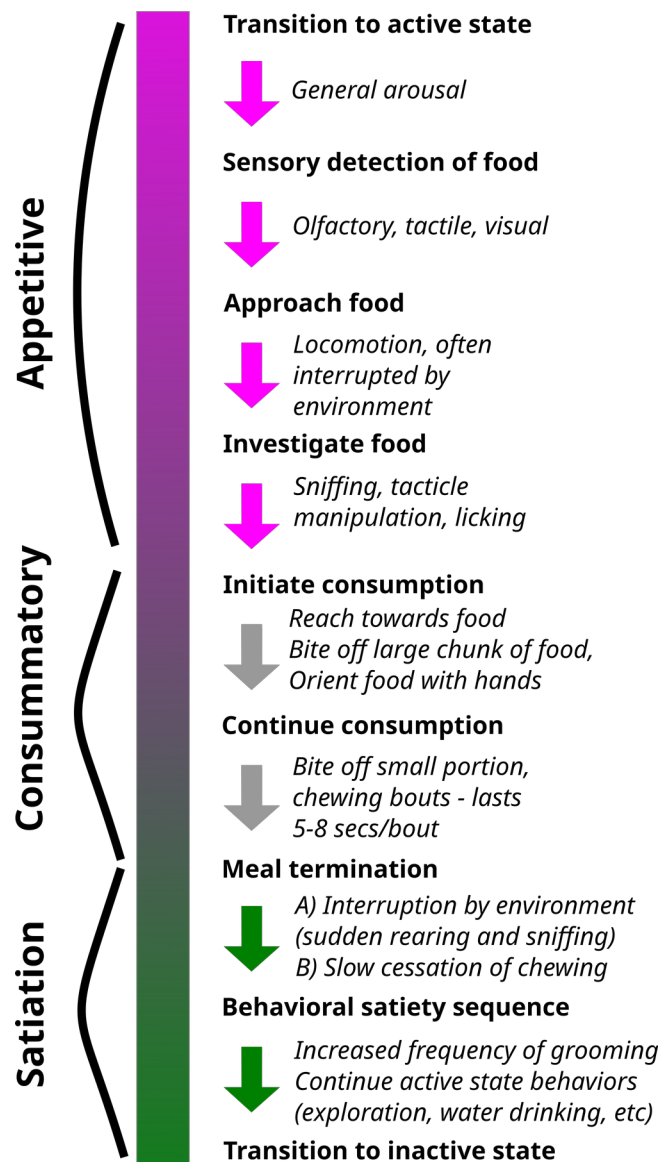 Transition to active state
General arousal
Sensory detection of food
Olfactory, tactile, visual
Approach food
Locomotion, often
interrupted by
environment
Investigate food
Sniffing, tacticle
manipulation, licking
Appetitive
Initiate consumption
Reach towards food
Bite off large chunk of food,
Orient food with hands
Continue consumption
Bite off small portion,
chewing bouts - lasts
5-8 secs/bout
Consummatory
Meal termination
A) Interruption by environment
(sudden rearing and sniffing)
B) Slow cessation of chewing
Behavioral satiety sequence
Increased frequency of grooming
Continue active state behaviors
(exploration, water drinking, etc)
Transition to inactive state
Satiation